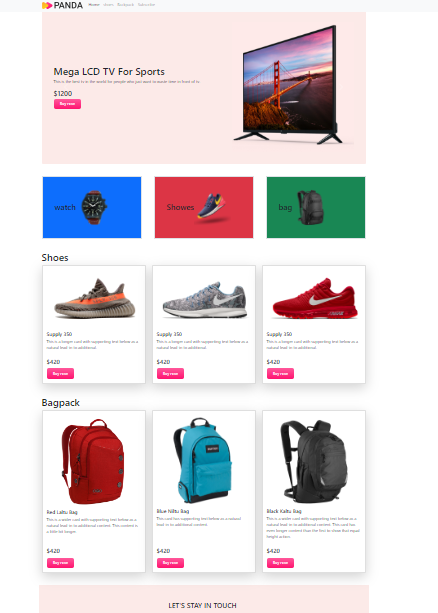 PANDA
Home
Backpack Subscribe
Mega LCD TV For Sports
This is the best tv in the world for people who just want to waste time in front of tv.
$1200
Buy now
watch
Showes
bag
Shoes
Supply 350
This is a longer card with supporting text below as a
natural lead-in to additional
$420
Buy now
Supply 350
This is a longer card with supporting text below as a
natural lead-in to additional
$420
Buy now
Supply 350
This is a longer card with supporting text below as a
natural lead-in to additional
$420
Buy now
Bagpack
Red Laltu Bag
This is a wider card with supporting text below as a
natural lead-in to additional content. This content is
a little bit longer.
$420
Buy now
Blue Niltu Bag
This card has supporting text below as a natural
lead-in to additional content.
$420
Buy now
Black Kaltu Bag
This is a wider card with supporting text below as a
natural lead-in to additional content. This card has
even longer content than the first to show that equal
height action.
$420
Buy now
LET'S STAY IN TOUCH